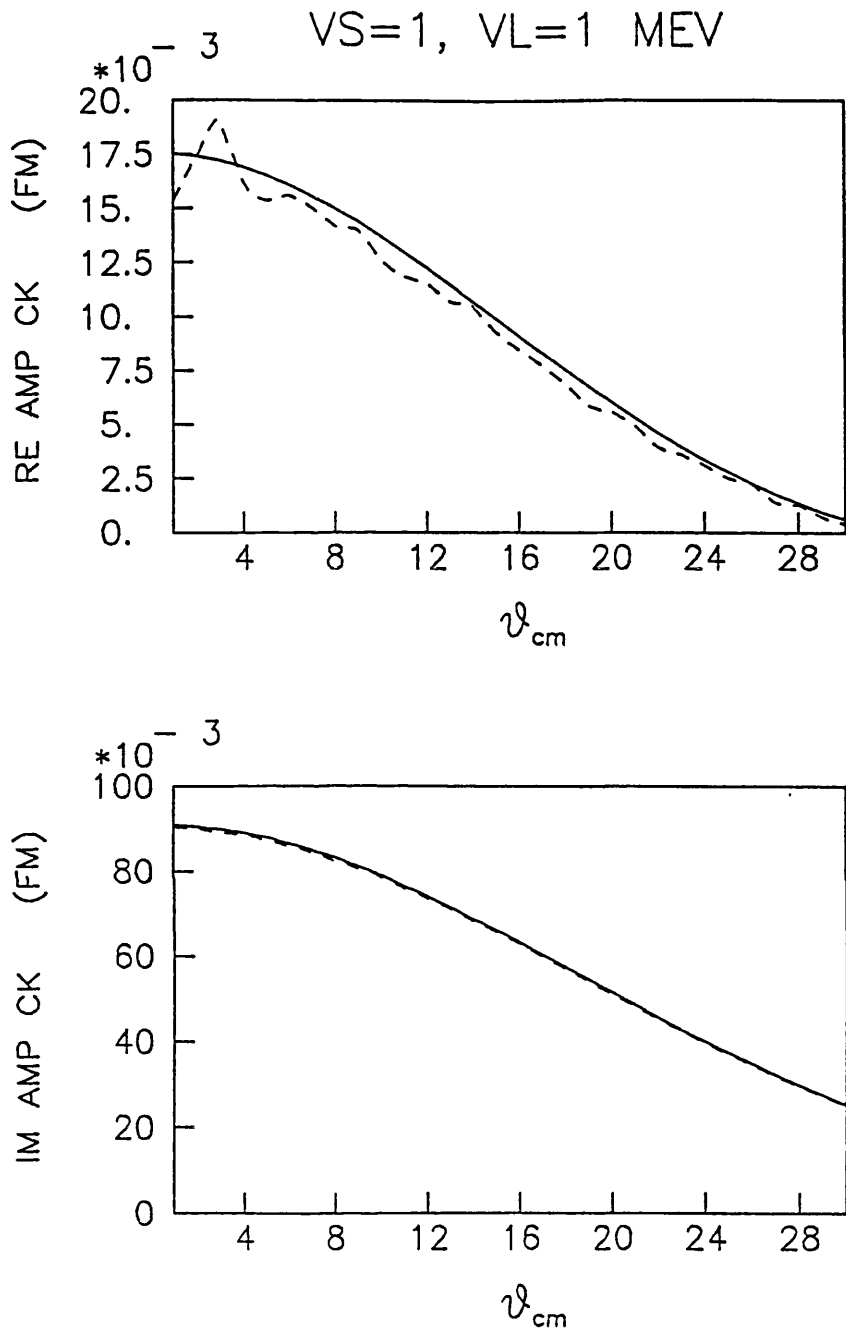 VS=1, VL=1 MEV
*10⁻³
20.
17.5
15.
12.5
10.
7.5
5.
2.5
0.
RE AMP CK (FM)
4 8 12 16 20 24 28
ϑcm
*10⁻³
100
80
60
40
20
0
IM AMP CK (FM)
4 8 12 16 20 24 28
ϑcm